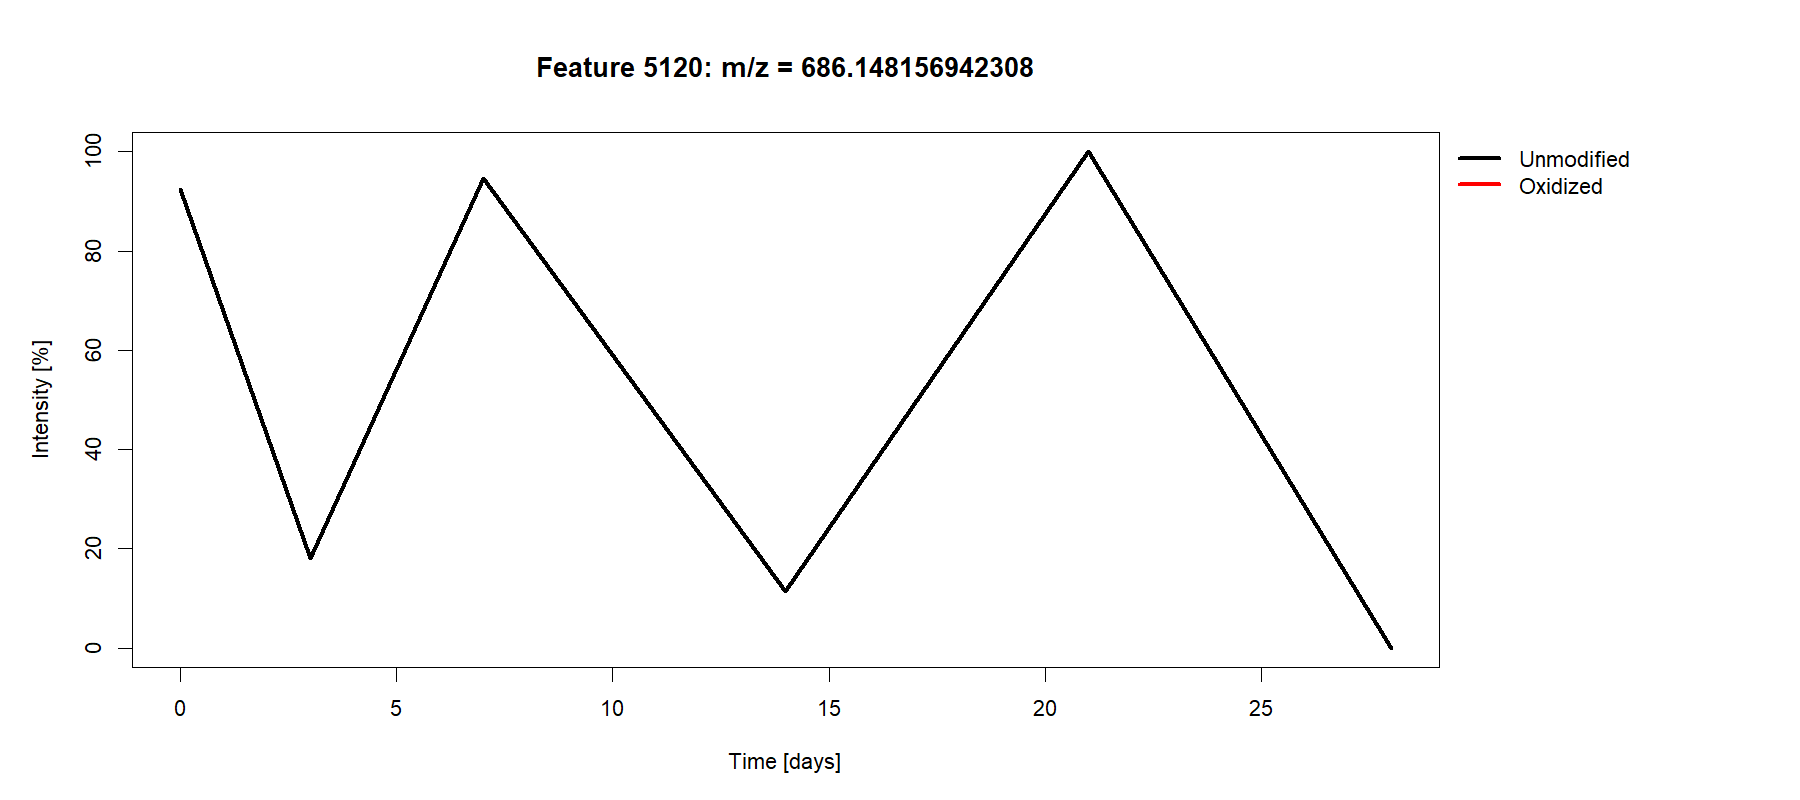 Feature 5120: m/z = 686.148156942308
Unmodified
Oxidized
100
80
60
40
20
0
Intensity [%]
0 5 10 15 20 25
Time [days]